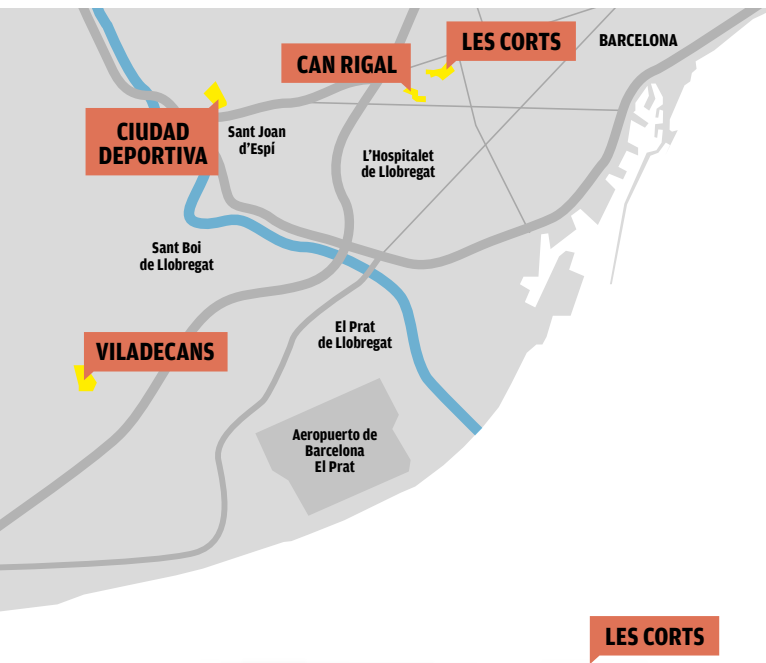 LES CORTS
BARCELONA
CAN RIGAL
CIUDAD
DEPORTIVA
Sant Joan
d'Espí
L'Hospitalet
de Llobregat
Sant Boi
de Llobregat
El Prat
de Llobregat
VILADECANS
Aeropuerto de
Barcelona
El Prat
LES CORTS